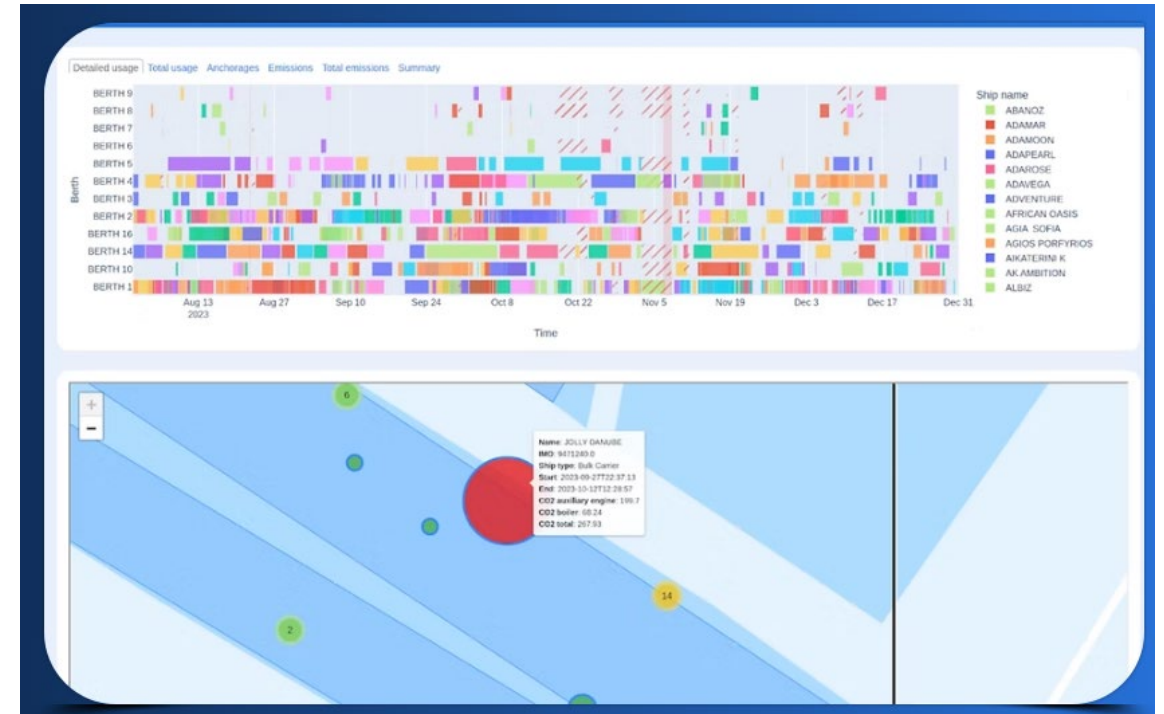 Detailed usage Total usage Anchorages Emissions Total emissions Summary
BERTH 9
BERTH 8
BERTH 7
BERTH 6
BERTH 5
BERTH 4
BERTH 3
BERTH 2
BERTH 16
BERTH 14
BERTH 10
BERTH 1
Berth
Aug 13 Aug 27 Sep 10 Sep 24 Oct 8 Oct 22 Nov 5 Nov 19 Dec 3 Dec 17 Dec 31
2023
Time
Ship name
ABANOZ
ADAMAR
ADAMOON
ADAPEARL
ADAROSE
ADAVEGA
ADVENTURE
AFRICAN OASIS
AGIA SOFIA
AGIOS PORFYRIOS
AIKATERINI K
AK AMBITION
ALBIZ
+
−
6
Name: JOLLY DANUBE
IMO: 9471240.0
Ship type: Bulk Carrier
Start: 2023-09-27T22:37:13
End: 2023-10-12T12:28:57
CO2 auxiliary engine: 199.7
CO2 boiler: 68.24
CO2 total: 267.93
14
2